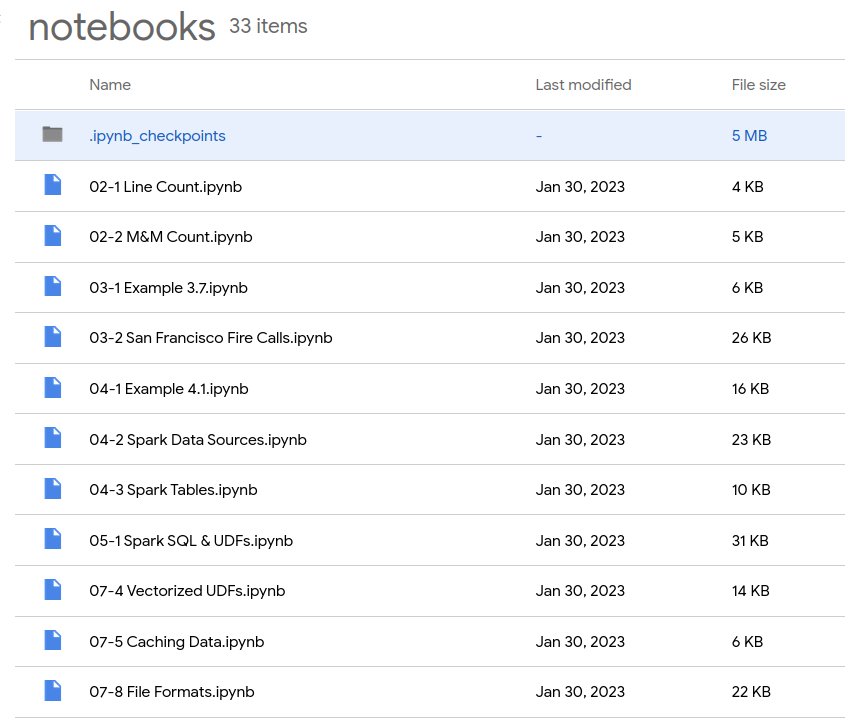 notebooks 33 items
Name Last modified File size
.ipynb_checkpoints - 5 MB
02-1 Line Count.ipynb Jan 30, 2023 4 KB
02-2 M&M Count.ipynb Jan 30, 2023 5 KB
03-1 Example 3.7.ipynb Jan 30, 2023 6 KB
03-2 San Francisco Fire Calls.ipynb Jan 30, 2023 26 KB
04-1 Example 4.1.ipynb Jan 30, 2023 16 KB
04-2 Spark Data Sources.ipynb Jan 30, 2023 23 KB
04-3 Spark Tables.ipynb Jan 30, 2023 10 KB
05-1 Spark SQL & UDFs.ipynb Jan 30, 2023 31 KB
07-4 Vectorized UDFs.ipynb Jan 30, 2023 14 KB
07-5 Caching Data.ipynb Jan 30, 2023 6 KB
07-8 File Formats.ipynb Jan 30, 2023 22 KB